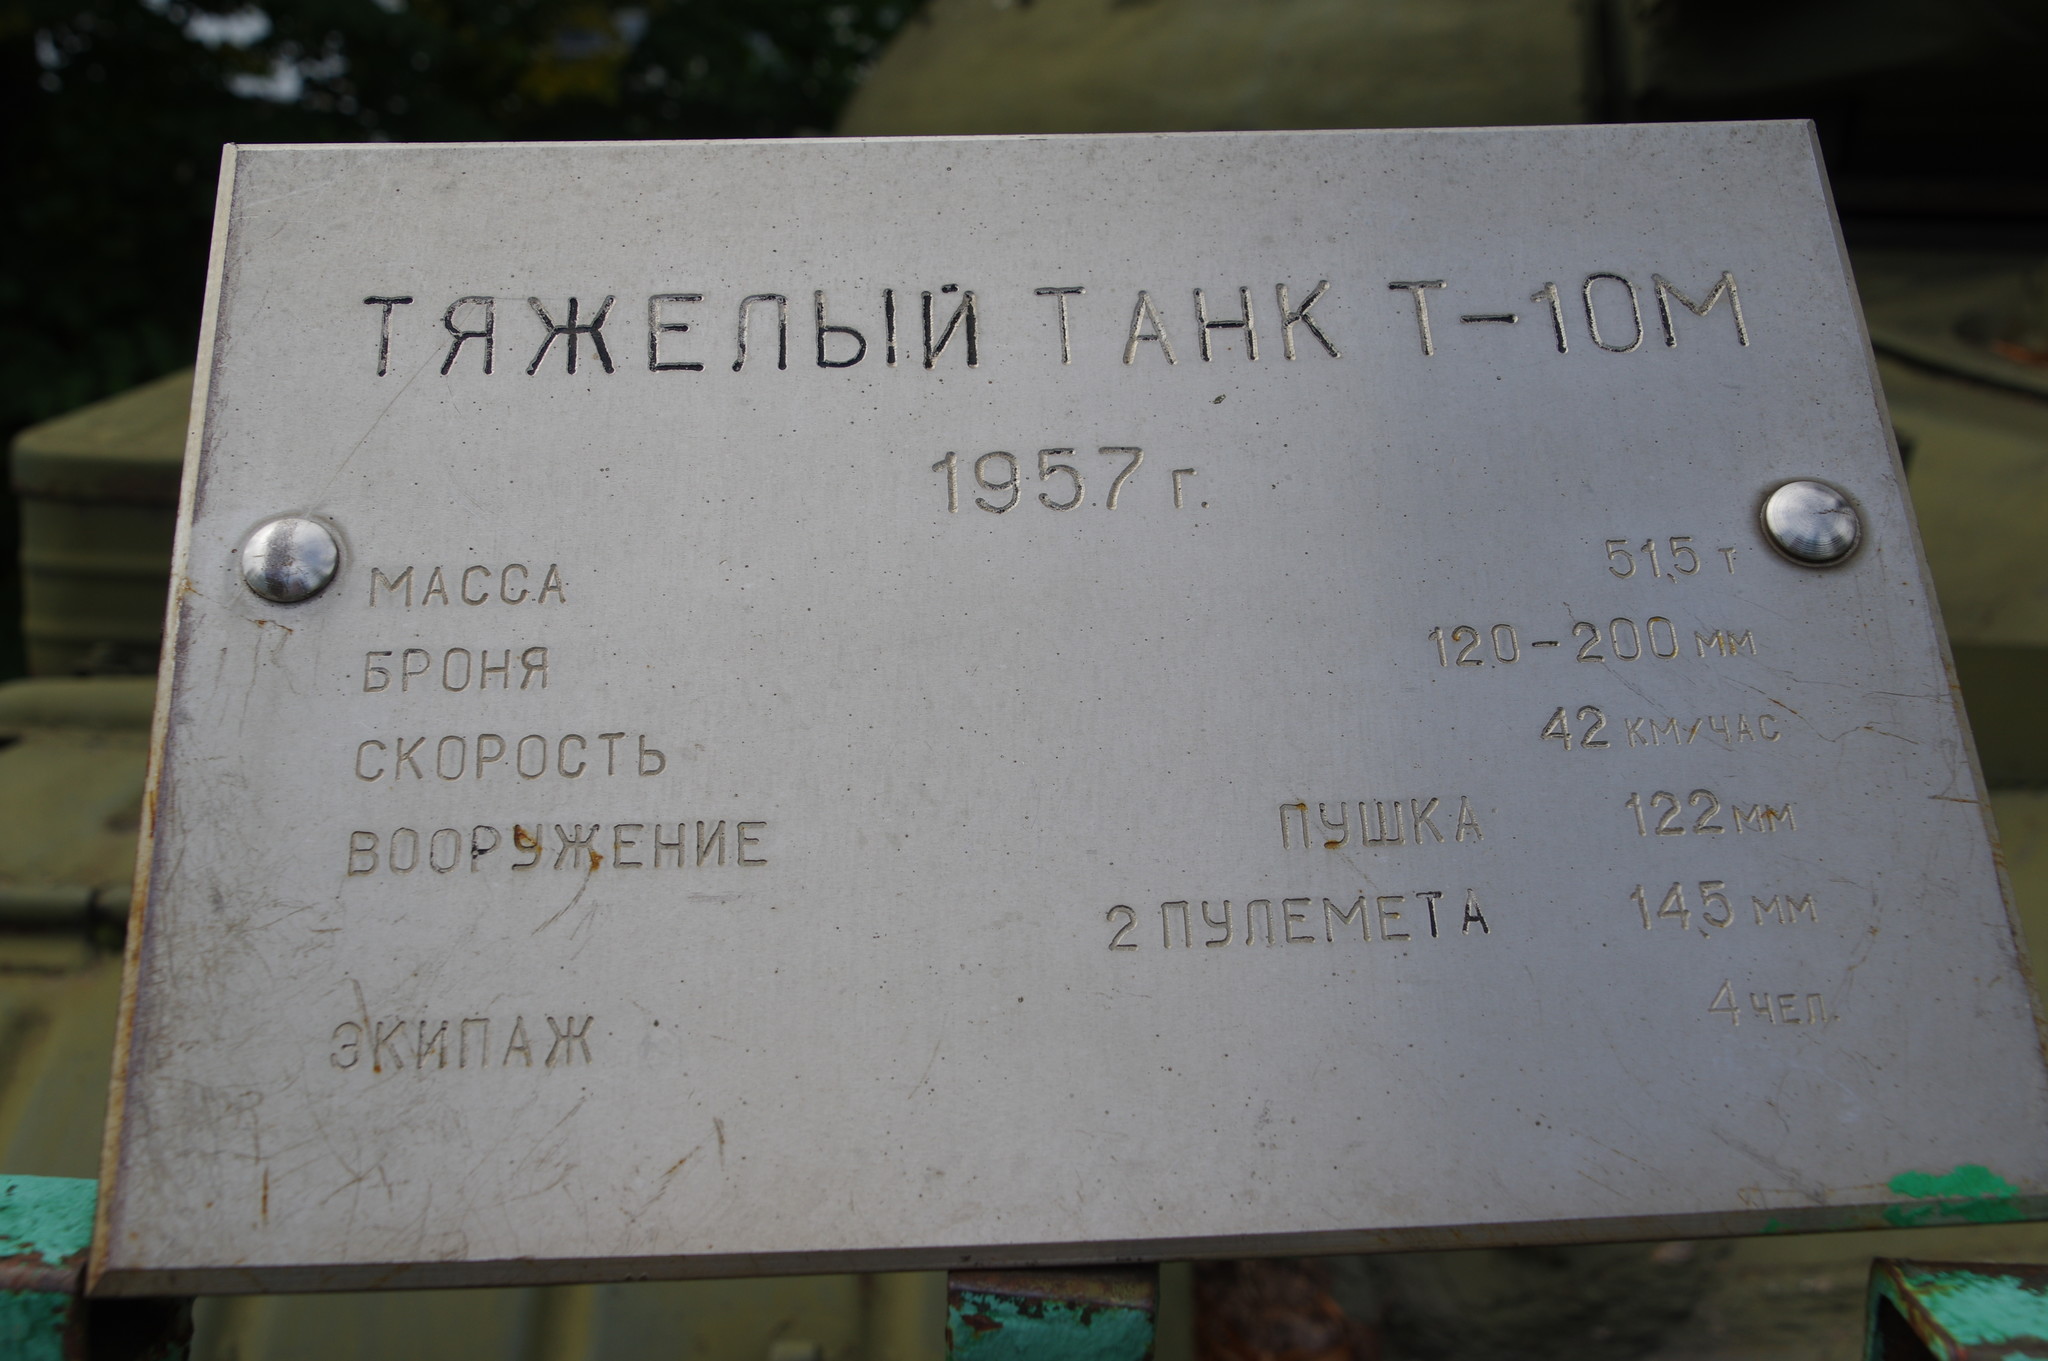 ТЯЖЕЛЫЙ ТАНК Т-10М
1957 г.
МАССА 51,5 т
БРОНЯ 120-200 мм
СКОРОСТЬ 42 КМ/ЧАС
ВООРУЖЕНИЕ ПУШКА 122 мм
2 ПУЛЕМЕТА 14,5 мм
ЭКИПАЖ 4 ЧЕЛ.